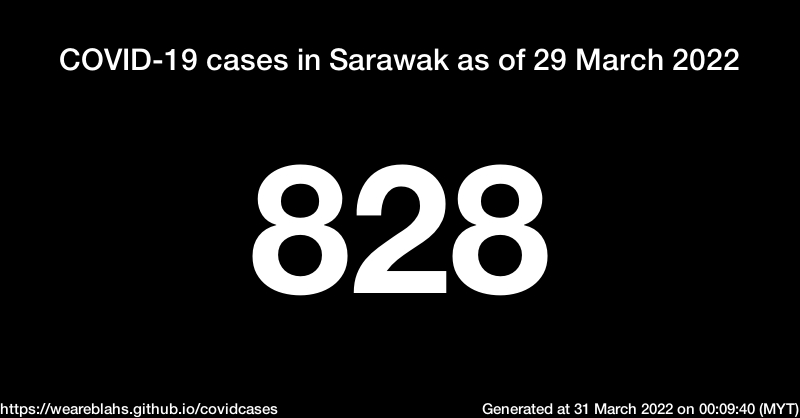 COVID-19 cases in Sarawak as of 29 March 2022
828
https://weareblahs.github.io/covidcases
Generated at 31 March 2022 on 00:09:40 (MYT)